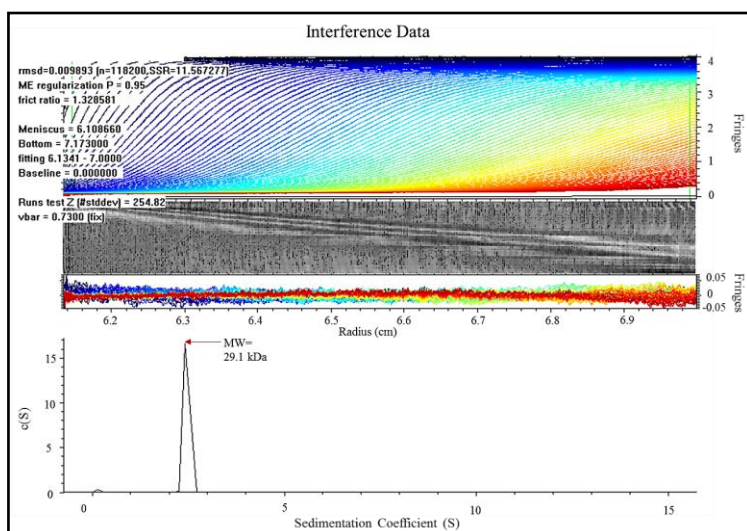 Interference Data
rmsd=0.009893 [n=118200,SSR=11.567277]
ME regularization P = 0.95
frict ratio = 1.328581
Meniscus = 6.108660
Bottom = 7.173000
fitting 6.1341 - 7.0000
Baseline = 0.000000
Runs test Z [#stddev] = 254.82
vbar = 0.7300 [fix]
4
3
2
1
0
Fringes
0.05
0
-0.05
Fringes
6.2 6.3 6.4 6.5 6.6 6.7 6.8 6.9
Radius (cm)
MW=
29.1 kDa
15
10
5
0
c(S)
0 5 10 15
Sedimentation Coefficient (S)